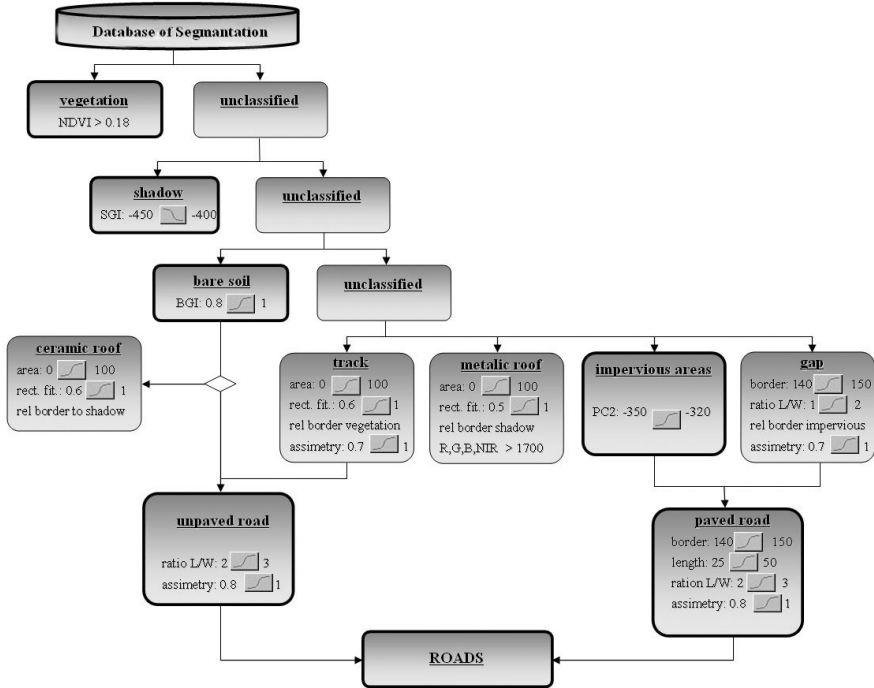 Database of Segmantation
vegetation
NDVI > 0.18
unclassified
shadow
SGI: -450 -400
unclassified
bare soil
BGI: 0.8 1
unclassified
ceramic roof
area: 0 100
rect. fit.: 0.6 1
rel border to shadow
track
area: 0 100
rect. fit.: 0.6 1
rel border vegetation
assimetry: 0.7 1
metalic roof
area: 0 100
rect. fit.: 0.5 1
rel border shadow
R,G,B,NIR > 1700
impervious areas
PC2: -350 -320
gap
border: 140 150
ratio L/W: 1 2
rel border impervious
assimetry: 0.7 1
unpaved road
ratio L/W: 2 3
assimetry: 0.8 1
paved road
border: 140 150
length: 25 50
ration L/W: 2 3
assimetry: 0.8 1
ROADS